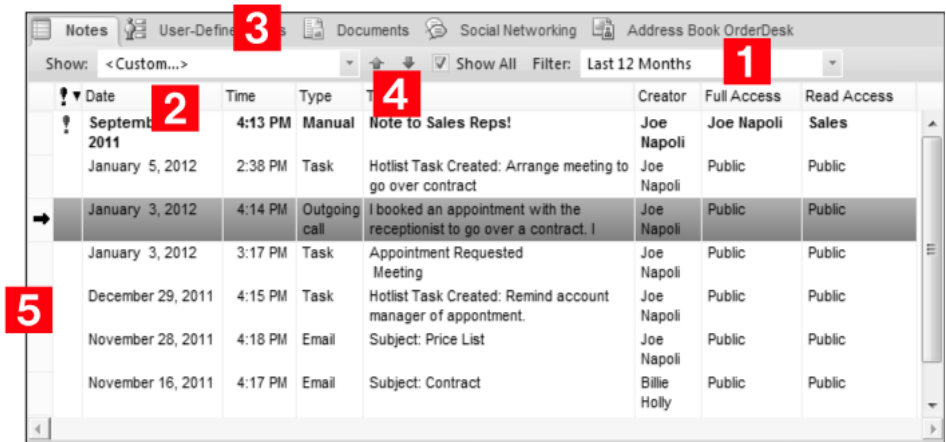 Notes User-Define 3 s Documents Social Networking Address Book OrderDesk
Show: <Custom...> Show All Filter: Last 12 Months 1
! Date 2 Time Type T 4 Creator Full Access Read Access
! Septemb 4:13 PM Manual Note to Sales Reps! Joe Joe Napoli Sales
2011 Napoli
January 5, 2012 2:38 PM Task Hotlist Task Created: Arrange meeting to Joe Public Public
go over contract Napoli
January 3, 2012 4:14 PM Outgoing I booked an appointment with the Joe Public Public
call receptionist to go over a contract. I Napoli
January 3, 2012 3:17 PM Task Appointment Requested Joe Public Public
Meeting Napoli
5 December 29, 2011 4:15 PM Task Hotlist Task Created: Remind account Joe Public Public
manager of appontment. Napoli
November 28, 2011 4:18 PM Email Subject: Price List Joe Public Public
Napoli
November 16, 2011 4:17 PM Email Subject: Contract Billie Public Public
Holly